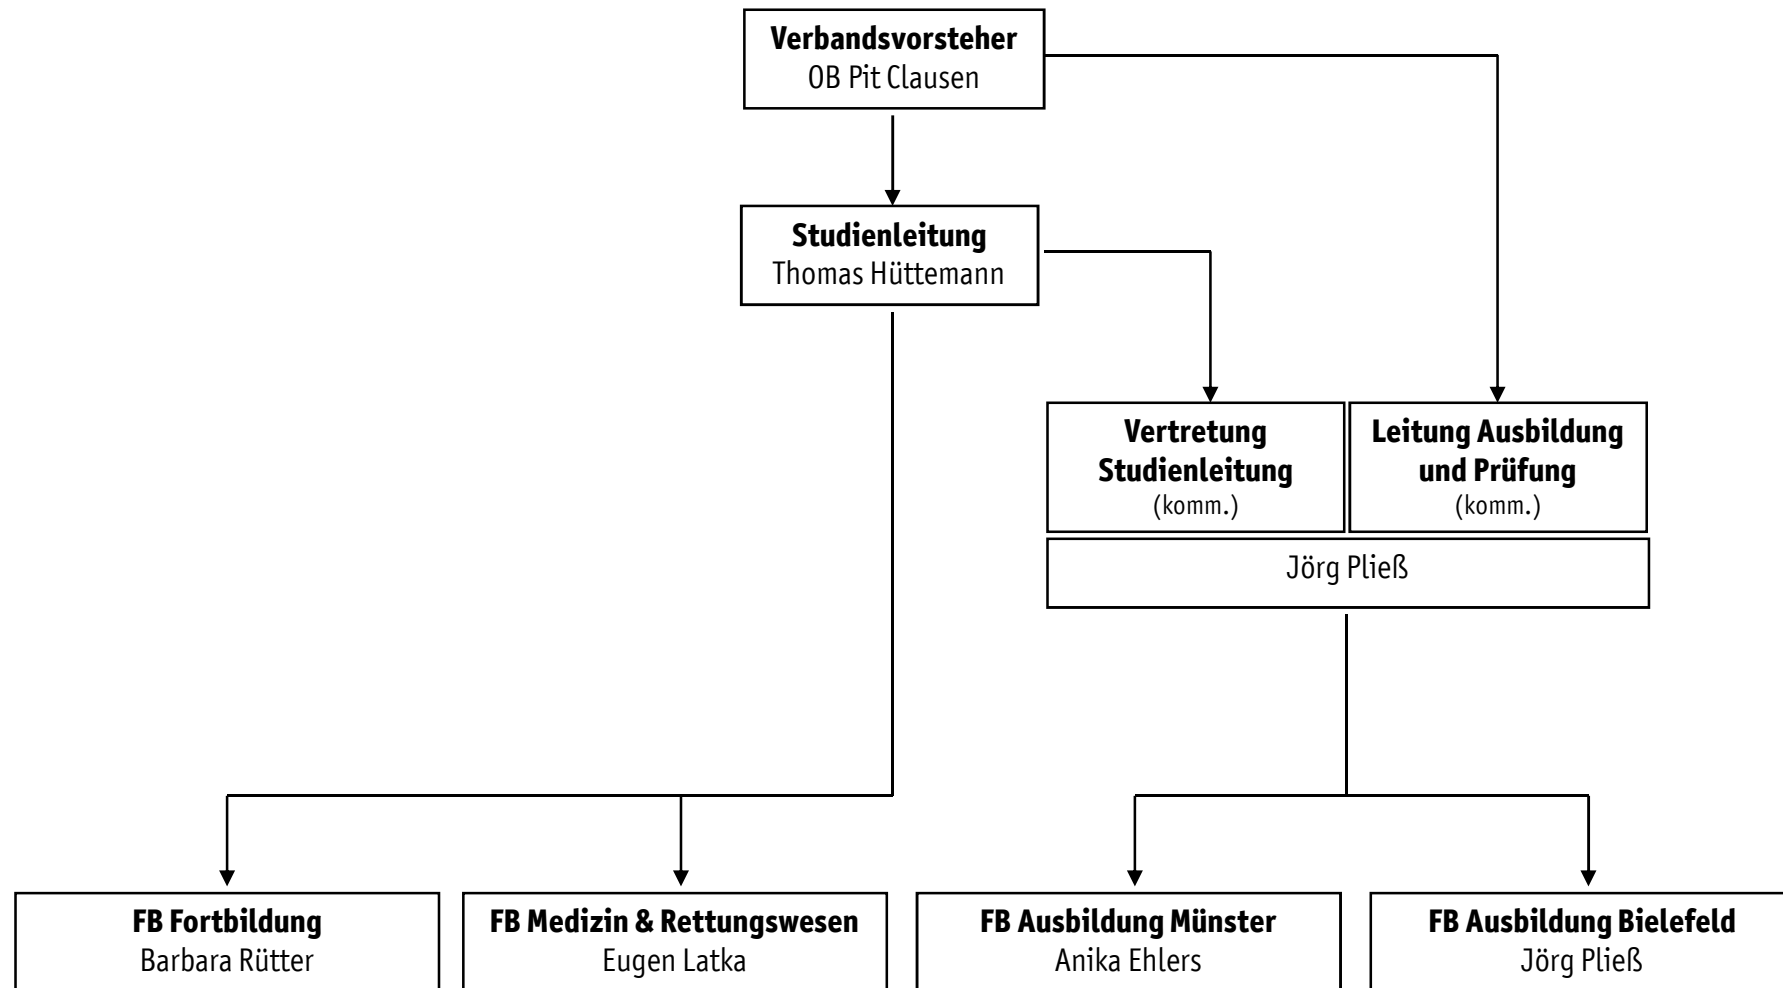 Verbandsvorsteher
OB Pit Clausen
Studienleitung
Thomas Hüttemann
Vertretung
Studienleitung
(komm.)
Leitung Ausbildung
und Prüfung
(komm.)
Jörg Pließ
FB Fortbildung
Barbara Rütter
FB Medizin & Rettungswesen
Eugen Latka
FB Ausbildung Münster
Anika Ehlers
FB Ausbildung Bielefeld
Jörg Pließ